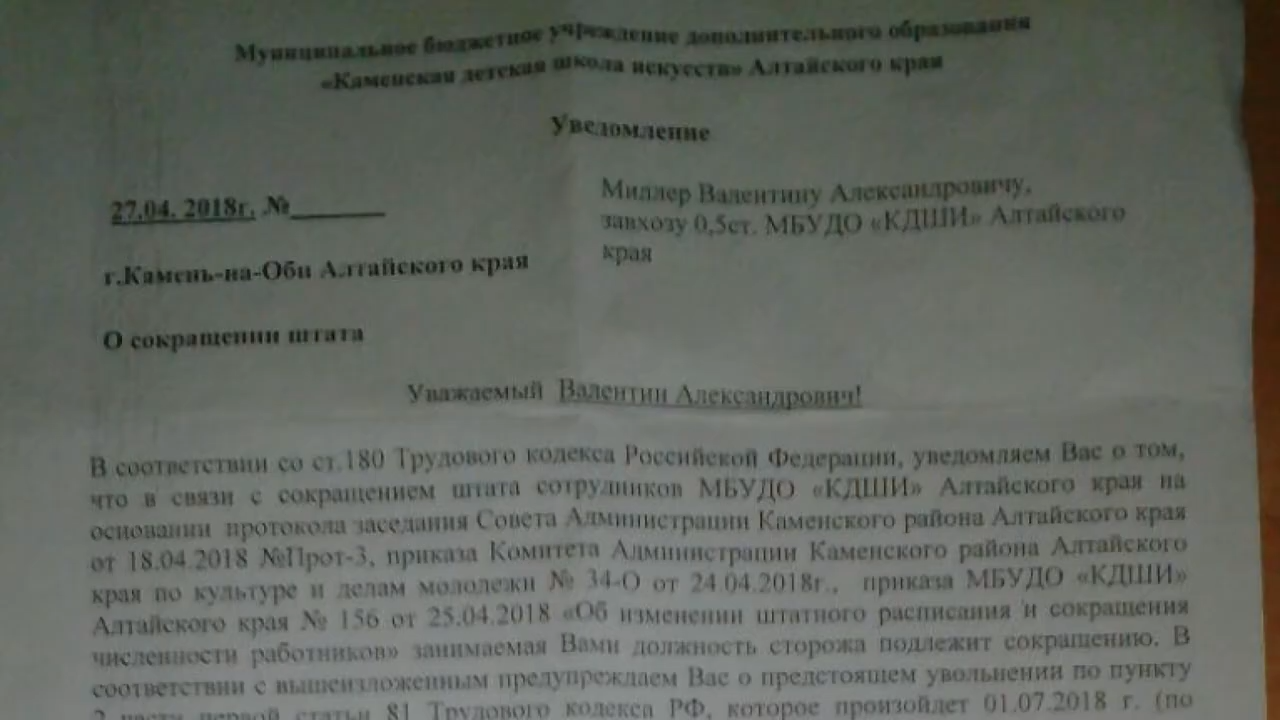 Муниципальное бюджетное учреждение дополнительного образования
«Каменская детская школа искусств» Алтайского края
Уведомление
27.04. 2018г. №_______
Миллер Валентину Александровичу,
завхозу 0,5ст. МБУДО «КДШИ» Алтайского
края
г.Камень-на-Оби Алтайского края
О сокращении штата
Уважаемый Валентин Александрович!
В соответствии со ст.180 Трудового кодекса Российской Федерации, уведомляем Вас о том,
что в связи с сокращением штата сотрудников МБУДО «КДШИ» Алтайского края на
основании протокола заседания Совета Администрации Каменского района Алтайского края
от 18.04.2018 №Прот-3, приказа Комитета Администрации Каменского района Алтайского
края по культуре и делам молодежи № 34-О от 24.04.2018г., приказа МБУДО «КДШИ»
Алтайского края № 156 от 25.04.2018 «Об изменении штатного расписания и сокращения
численности работников» занимаемая Вами должность сторожа подлежит сокращению. В
соответствии с вышеизложенным предупреждаем Вас о предстоящем увольнении по пункту
2 части первой статьи 81 Трудового кодекса РФ, которое произойдет 01.07.2018 г. (по